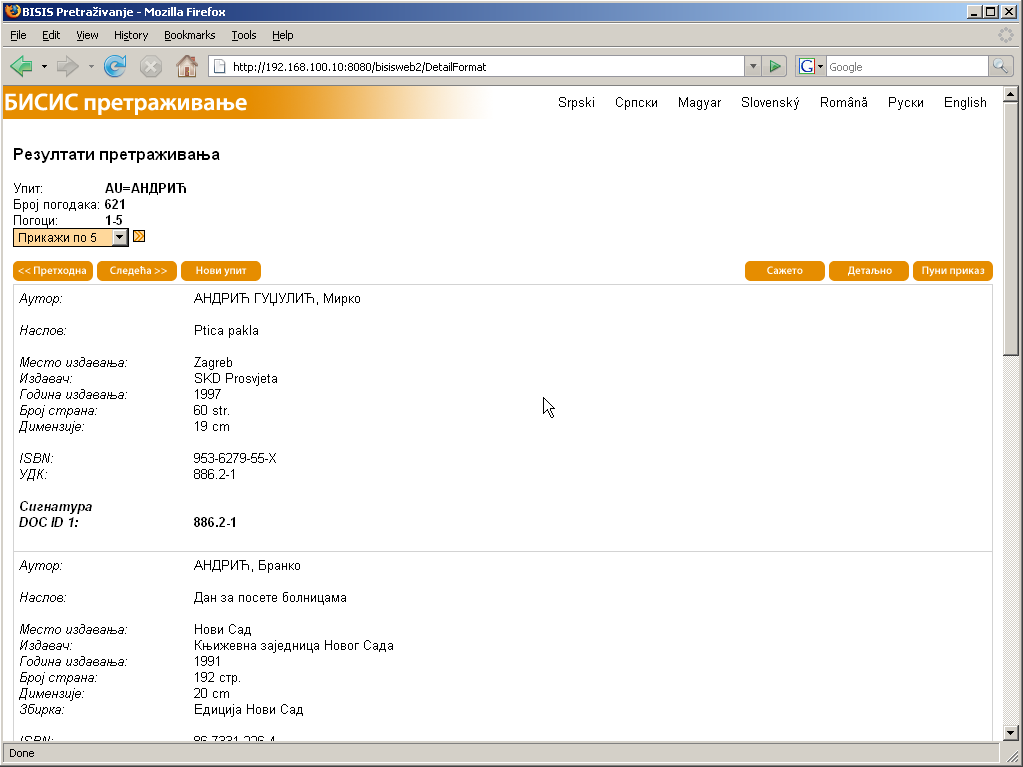 BISIS Pretraživanje - Mozilla Firefox
File Edit View History Bookmarks Tools Help
http://192.168.100.10:8080/bisisweb2/DetailFormat
G Google
БИСИС претраживање
Srpski Српски Magyar Slovenský Română Руски English
Резултати претраживања
Упит: AU=АНДРИЋ
Број погодака: 621
Погоци: 1-5
Прикажи по 5
<< Претходна Следећа >> Нови упит Сажето Детаљно Пуни приказ
Аутор: АНДРИЋ ГУЏУЛИЋ, Мирко
Наслов: Ptica pakla
Место издавања: Zagreb
Издавач: SKD Prosvjeta
Година издавања: 1997
Број страна: 60 str.
Димензије: 19 cm
ISBN: 953-6279-55-X
УДК: 886.2-1
Сигнатура
DOC ID 1: 886.2-1
Аутор: АНДРИЋ, Бранко
Наслов: Дан за посете болницама
Место издавања: Нови Сад
Издавач: Књижевна заједница Новог Сада
Година издавања: 1991
Број страна: 192 стр.
Димензије: 20 cm
Збирка: Едиција Нови Сад
ISBN: 86-7331-226-4
Done